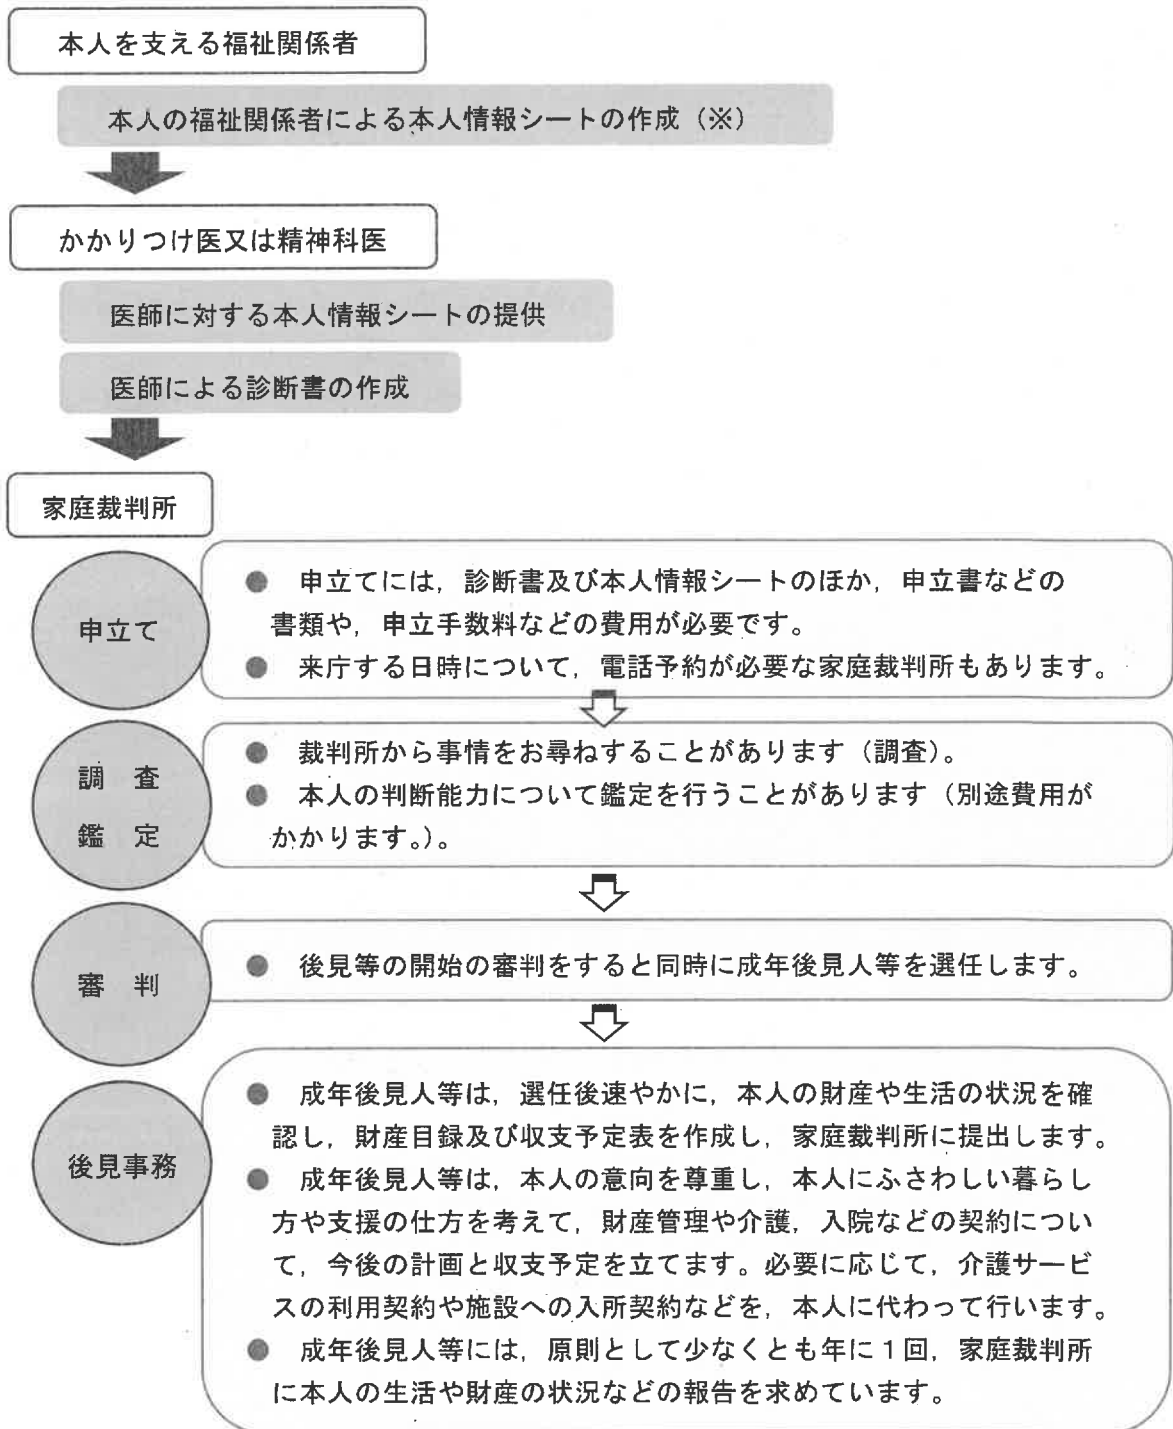 本人を支える福祉関係者
本人の福祉関係者による本人情報シートの作成（※）
かかりつけ医又は精神科医
医師に対する本人情報シートの提供
医師による診断書の作成
家庭裁判所
申立て
● 申立てには，診断書及び本人情報シートのほか，申立書などの
書類や，申立手数料などの費用が必要です。
● 来庁する日時について，電話予約が必要な家庭裁判所もあります。
調 査
鑑 定
● 裁判所から事情をお尋ねすることがあります（調査）。
● 本人の判断能力について鑑定を行うことがあります（別途費用が
かかります。）。
審 判
● 後見等の開始の審判をすると同時に成年後見人等を選任します。
後見事務
● 成年後見人等は，選任後速やかに，本人の財産や生活の状況を確
認し，財産目録及び収支予定表を作成し，家庭裁判所に提出します。
● 成年後見人等は，本人の意向を尊重し，本人にふさわしい暮らし
方や支援の仕方を考えて，財産管理や介護，入院などの契約につい
て，今後の計画と収支予定を立てます。必要に応じて，介護サービ
スの利用契約や施設への入所契約などを，本人に代わって行います。
● 成年後見人等には，原則として少なくとも年に１回，家庭裁判所
に本人の生活や財産の状況などの報告を求めています。